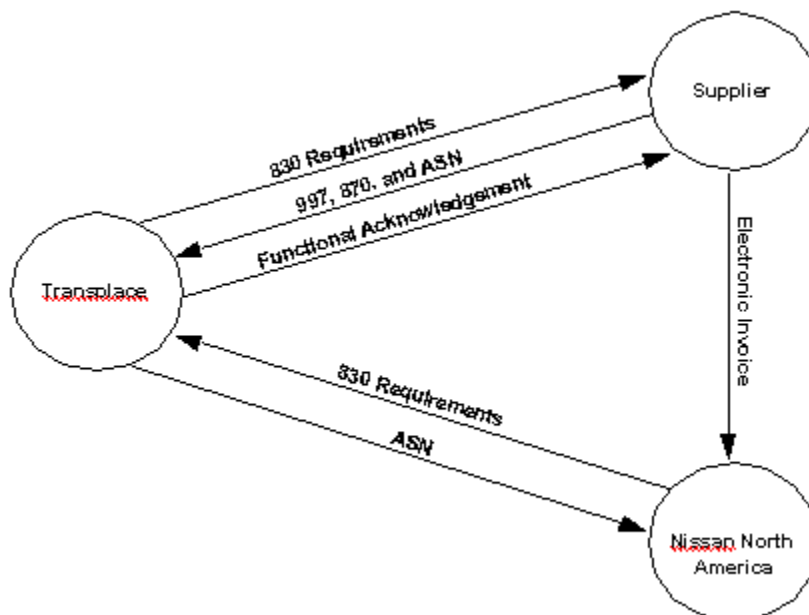 Supplier
830 Requirements
997, 870, and ASN
Functional Acknowledgement
Transplace
Electronic Invoice
830 Requirements
ASN
Nissan North
America